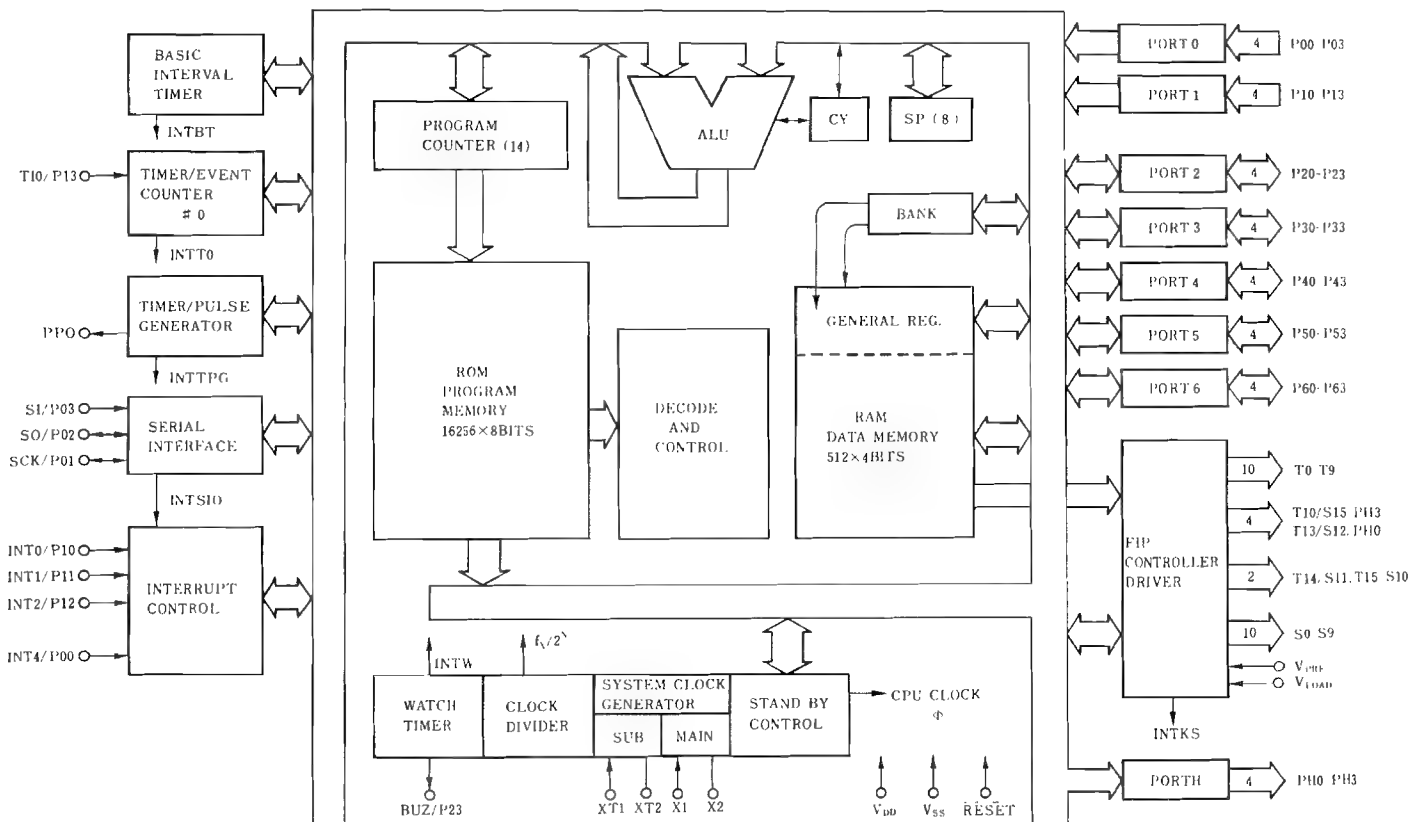 BASIC
INTERVAL
TIMER
INTBT
TI0/P13
TIMER/EVENT
COUNTER
#0
INTT0
TIMER/PULSE
GENERATOR
PPO
INTTPG
SI/P03
SO/P02
SCK/P01
SERIAL
INTERFACE
INTSIO
INT0/P10
INT1/P11
INT2/P12
INT4/P00
INTERRUPT
CONTROL
PROGRAM
COUNTER (14)
ALU
CY
SP (8)
BANK
GENERAL REG.
ROM
PROGRAM
MEMORY
16256×8BITS
DECODE
AND
CONTROL
RAM
DATA MEMORY
512×4BITS
INTW
WATCH
TIMER
CLOCK
DIVIDER
SYSTEM CLOCK
GENERATOR
SUB
MAIN
STAND BY
CONTROL
CPU CLOCK
Φ
BUZ/P23
XT1
XT2
X1
X2
VDD
VSS
RESET
PORT 0
4
P00 P03
PORT 1
4
P10 P13
PORT 2
4
P20-P23
PORT 3
4
P30-P33
PORT 4
4
P40 P43
PORT 5
4
P50-P53
PORT 6
4
P60-P63
FIP
CONTROLLER
DRIVER
10
T0 T9
4
T10/S15 PH3
T13/S12, PH0
2
T14, S11, T15 S10
10
S0 S9
VPRE
VLOAD
INTKS
PORTH
4
PH0 PH3